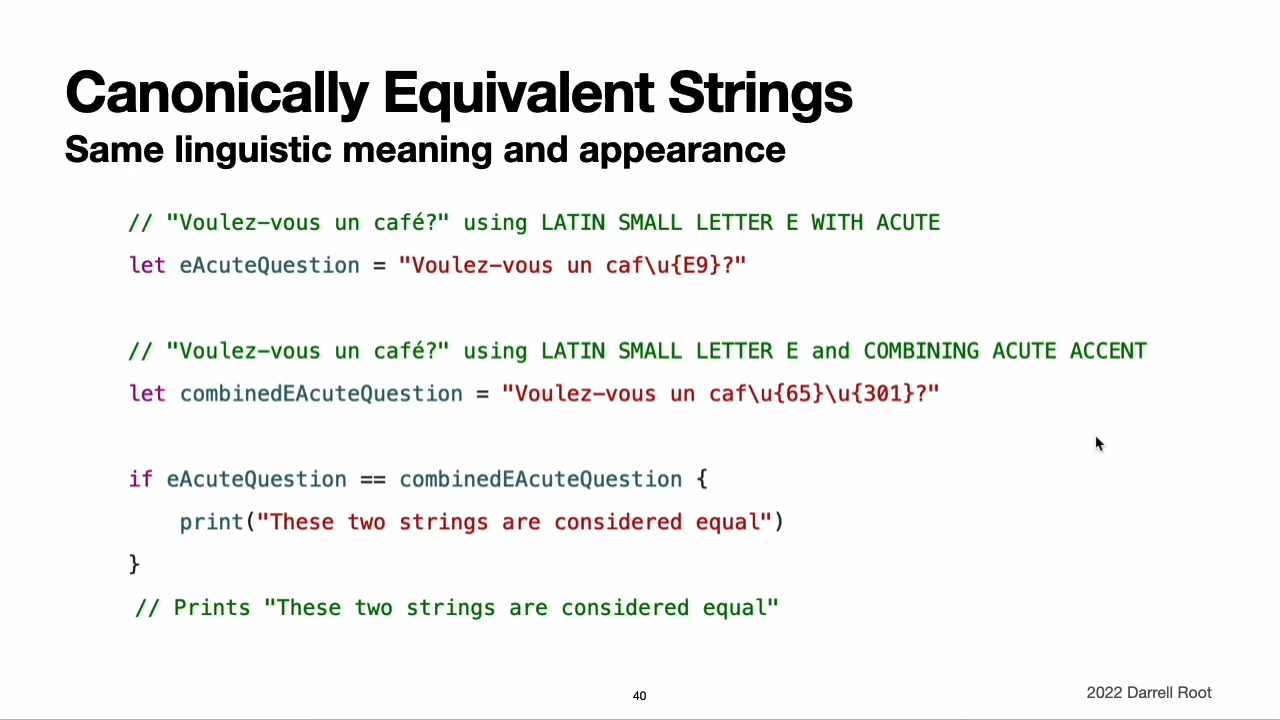 Canonically Equivalent Strings
Same linguistic meaning and appearance
// "Voulez-vous un café?" using LATIN SMALL LETTER E WITH ACUTE
let eAcuteQuestion = "Voulez-vous un caf\u{E9}?"
// "Voulez-vous un café?" using LATIN SMALL LETTER E and COMBINING ACUTE ACCENT
let combinedEAcuteQuestion = "Voulez-vous un caf\u{65}\u{301}?"
if eAcuteQuestion == combinedEAcuteQuestion {
    print("These two strings are considered equal")
}
// Prints "These two strings are considered equal"
40
2022 Darrell Root